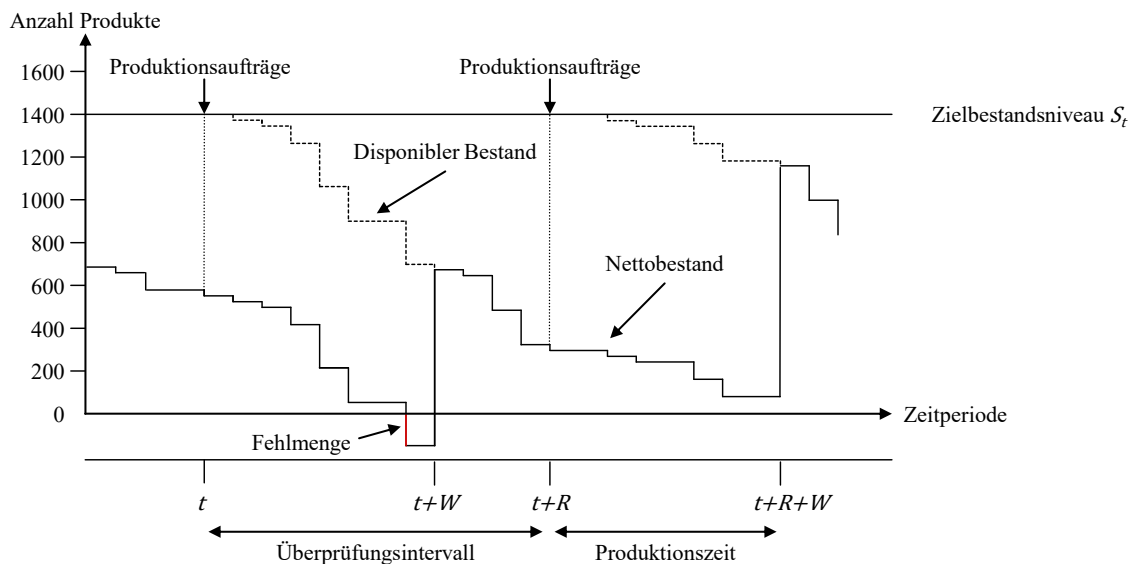 Anzahl Produkte
Produktionsaufträge
Produktionsaufträge
1600
1400
Zielbestandsniveau St
Disponibler Bestand
1200
1000
800
Nettobestand
600
400
200
0
Zeitperiode
Fehlmenge
t
t+W
t+R
t+R+W
Überprüfungsintervall
Produktionszeit